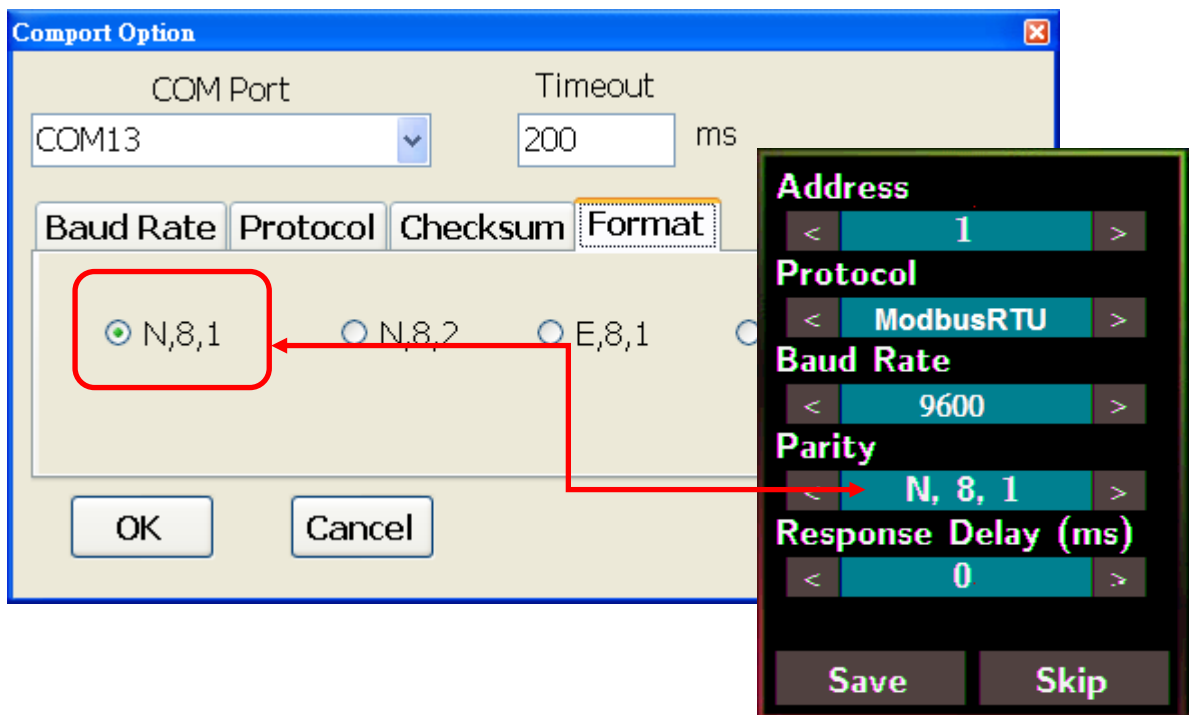 Comport Option
COM Port
Timeout
COM13
200
ms
Baud Rate
Protocol
Checksum
Format
N,8,1
N,8,2
E,8,1
OK
Cancel
Address
< 1 >
Protocol
< ModbusRTU >
Baud Rate
< 9600 >
Parity
< N, 8, 1 >
Response Delay (ms)
< 0 >
Save
Skip